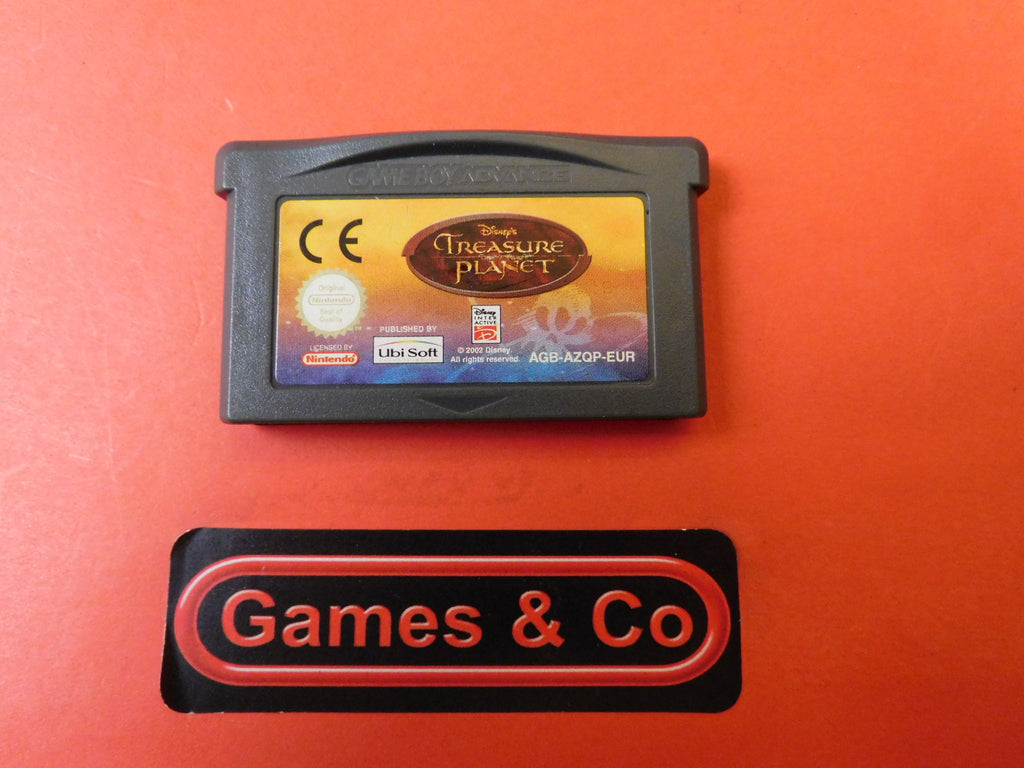 GAME BOY ADVANCE
CE
Disney's
TREASURE
PLANET
Original
Nintendo
Seal of
Quality
TM
LICENSED BY
Nintendo
PUBLISHED BY
Ubi Soft
Disney
INTER
ACTIVE
© 2002 Disney.
All rights reserved.
AGB-AZQP-EUR
Games & Co